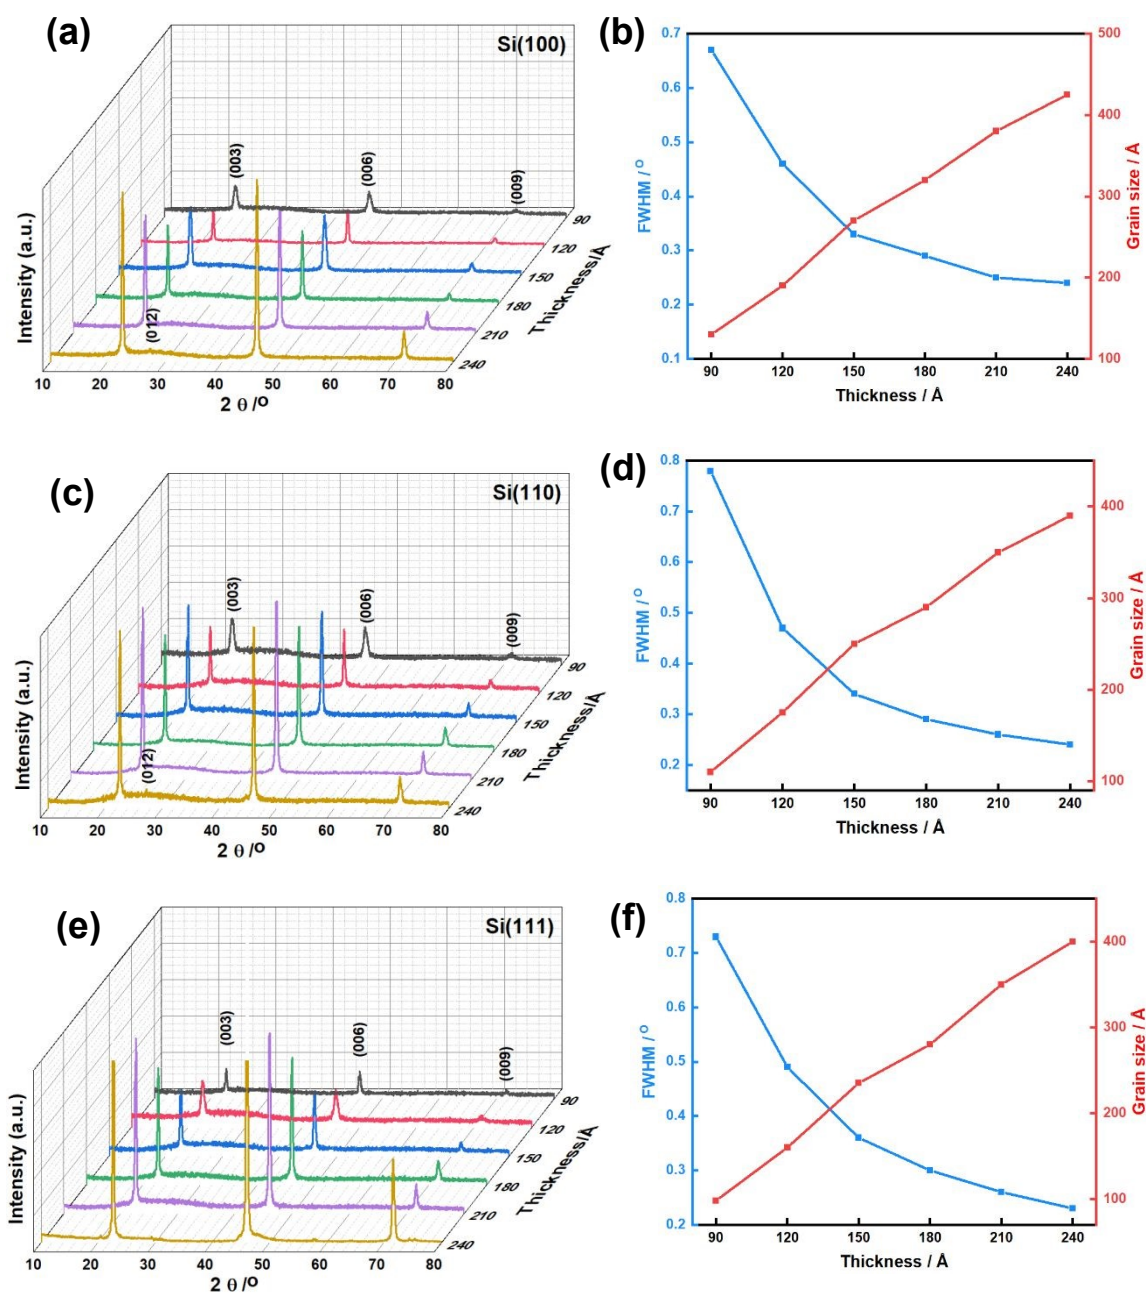 (a)
Si(100)
(003)
(006)
(009)
(012)
Intensity (a.u.)
10 20 30 40 50 60 70 80
2 θ /º
90
120
150
180
210
240
Thickness/Å
(b)
0.7
0.6
0.5
0.4
0.3
0.2
0.1
FWHM / º
500
400
300
200
100
Grain size / Å
90 120 150 180 210 240
Thickness / Å
(c)
Si(110)
(003)
(006)
(009)
(012)
Intensity (a.u.)
10 20 30 40 50 60 70 80
2 θ /º
90
120
150
180
210
240
Thickness/Å
(d)
0.8
0.7
0.6
0.5
0.4
0.3
0.2
FWHM / º
400
300
200
100
Grain size / Å
90 120 150 180 210 240
Thickness / Å
(e)
Si(111)
(003)
(006)
(009)
Intensity (a.u.)
10 20 30 40 50 60 70 80
2 θ /º
90
120
150
180
210
240
Thickness/Å
(f)
0.8
0.7
0.6
0.5
0.4
0.3
0.2
FWHM / º
400
300
200
100
Grain size / Å
90 120 150 180 210 240
Thickness / Å